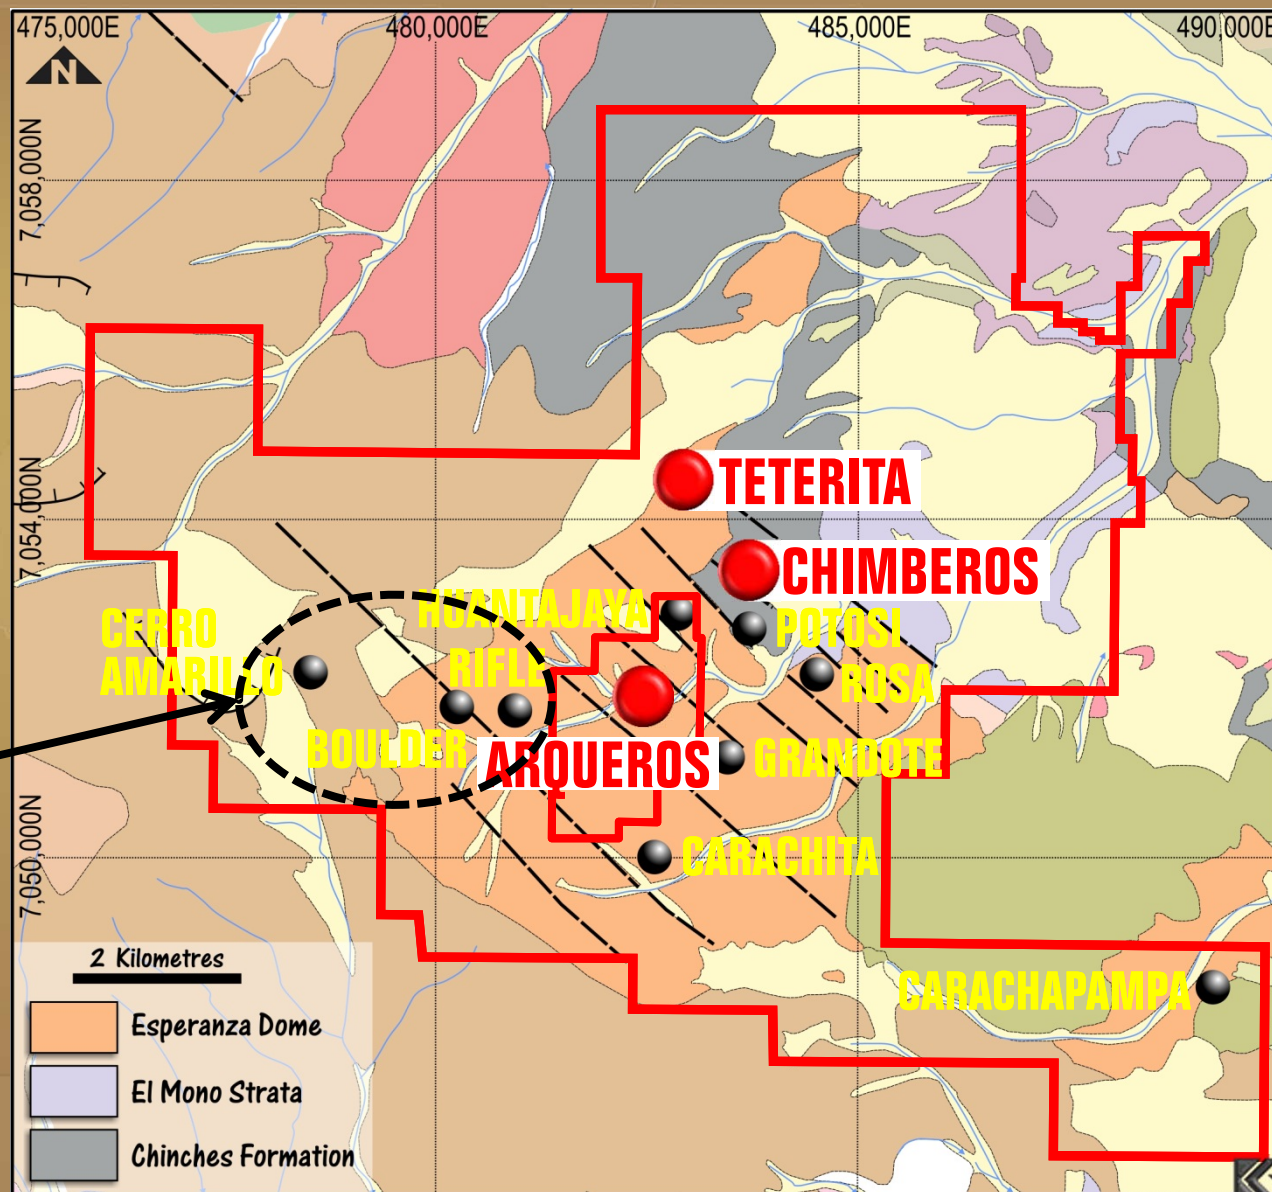 475,000E
480,000E
485,000E
490,000E
N
7,058,000N
7,054,000N
TETERITA
CHIMBEROS
HUANTAJAYA
CERRO
AMARILLO
POTOSI
RIFLE
ROSA
BOULDER
ARQUEROS
GRANDOTE
CARACHITA
7,050,000N
2 Kilometres
CARACHAPAMPA
Esperanza Dome
El Mono Strata
Chinches Formation